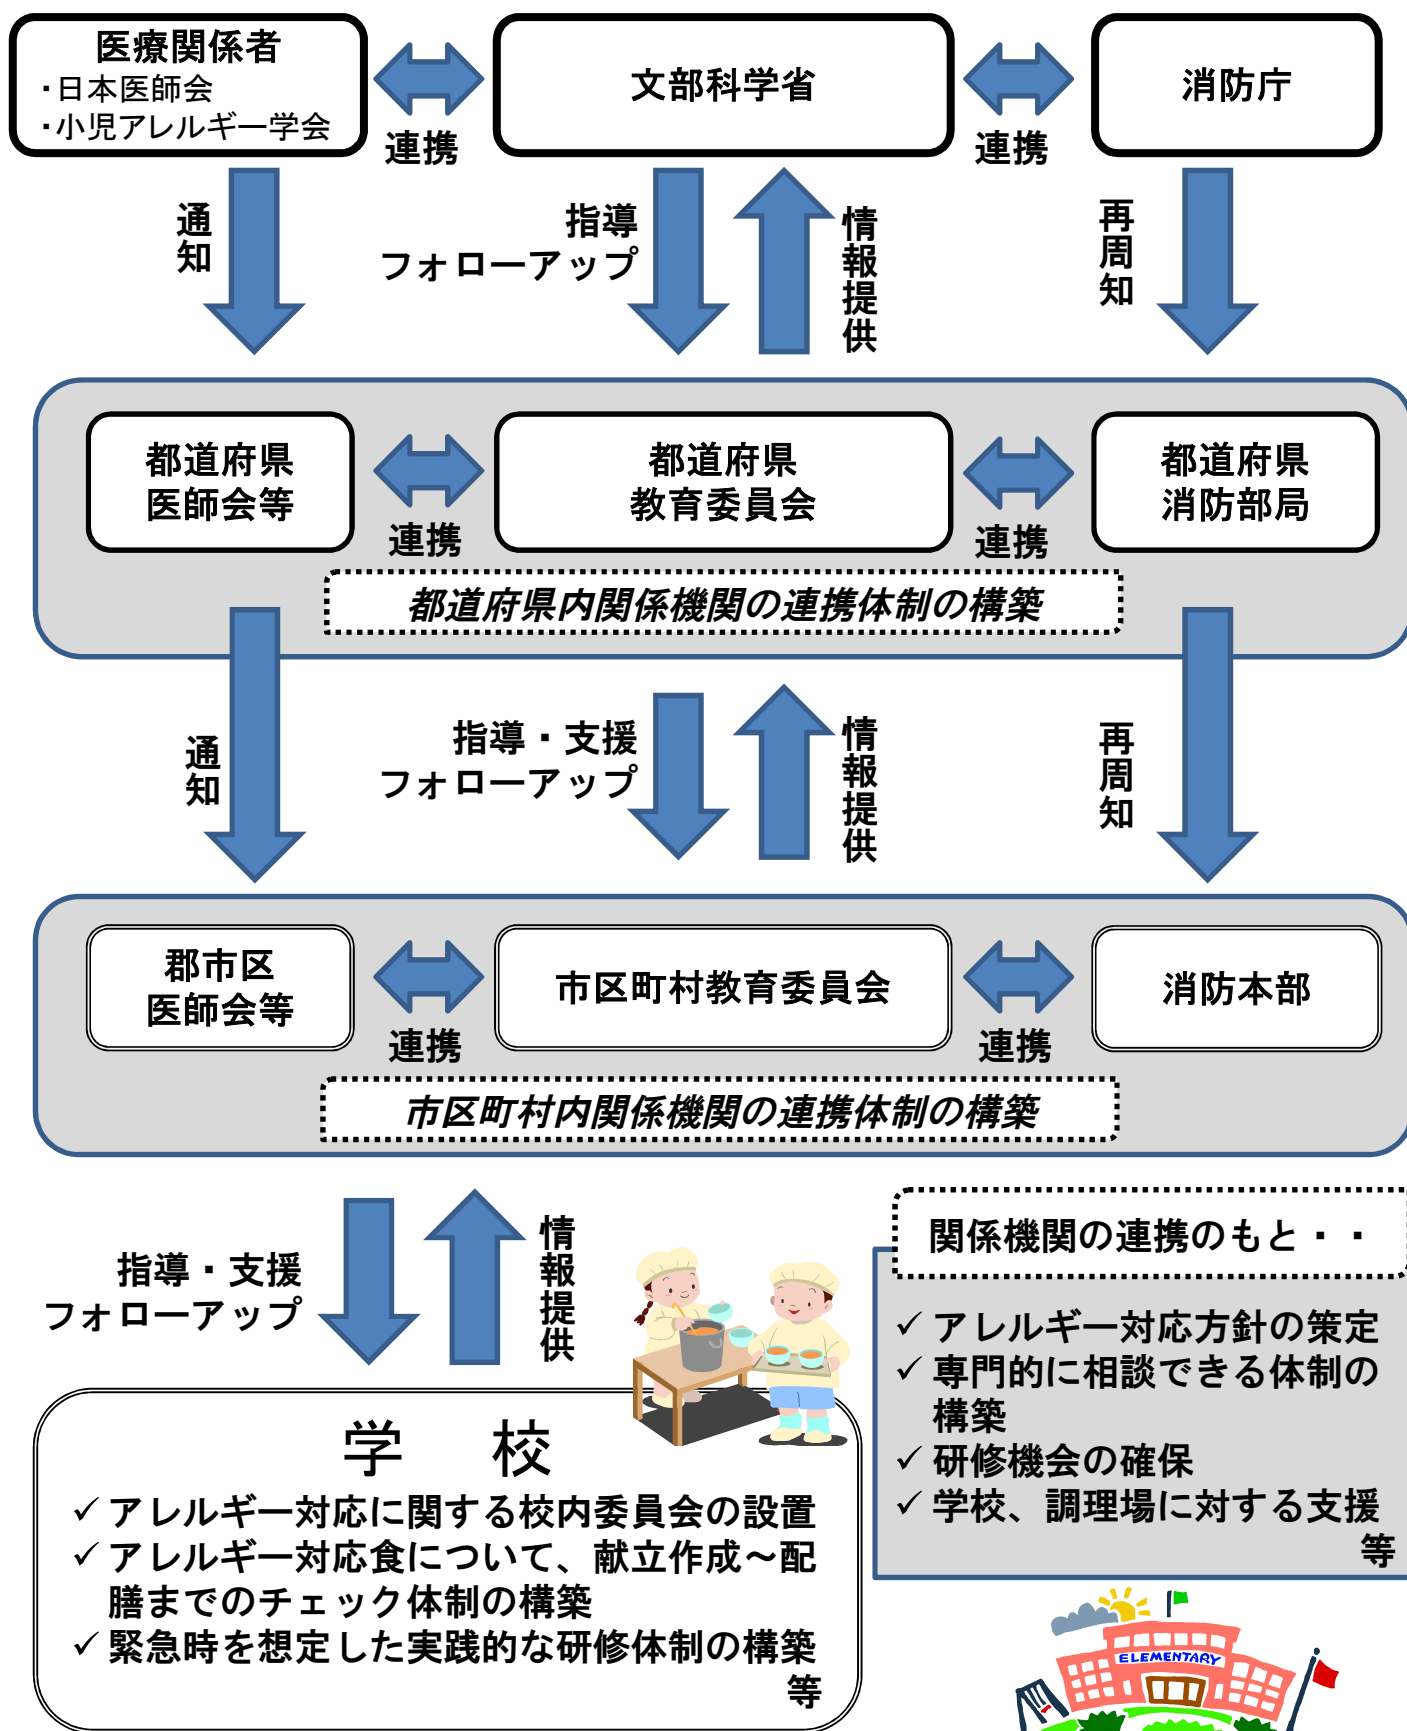 医療関係者
・日本医師会
・小児アレルギー学会
連携
文部科学省
連携
消防庁
通知
指導
フォローアップ
情報提供
再周知
都道府県
医師会等
連携
都道府県
教育委員会
連携
都道府県
消防部局
都道府県内関係機関の連携体制の構築
通知
指導・支援
フォローアップ
情報提供
再周知
郡市区
医師会等
連携
市区町村教育委員会
連携
消防本部
市区町村内関係機関の連携体制の構築
指導・支援
フォローアップ
情報提供
関係機関の連携のもと・・
✓ アレルギー対応方針の策定
✓ 専門的に相談できる体制の
構築
✓ 研修機会の確保
✓ 学校、調理場に対する支援
等
学 校
✓ アレルギー対応に関する校内委員会の設置
✓ アレルギー対応食について、献立作成～配
膳までのチェック体制の構築
✓ 緊急時を想定した実践的な研修体制の構築
等
ELEMENTARY